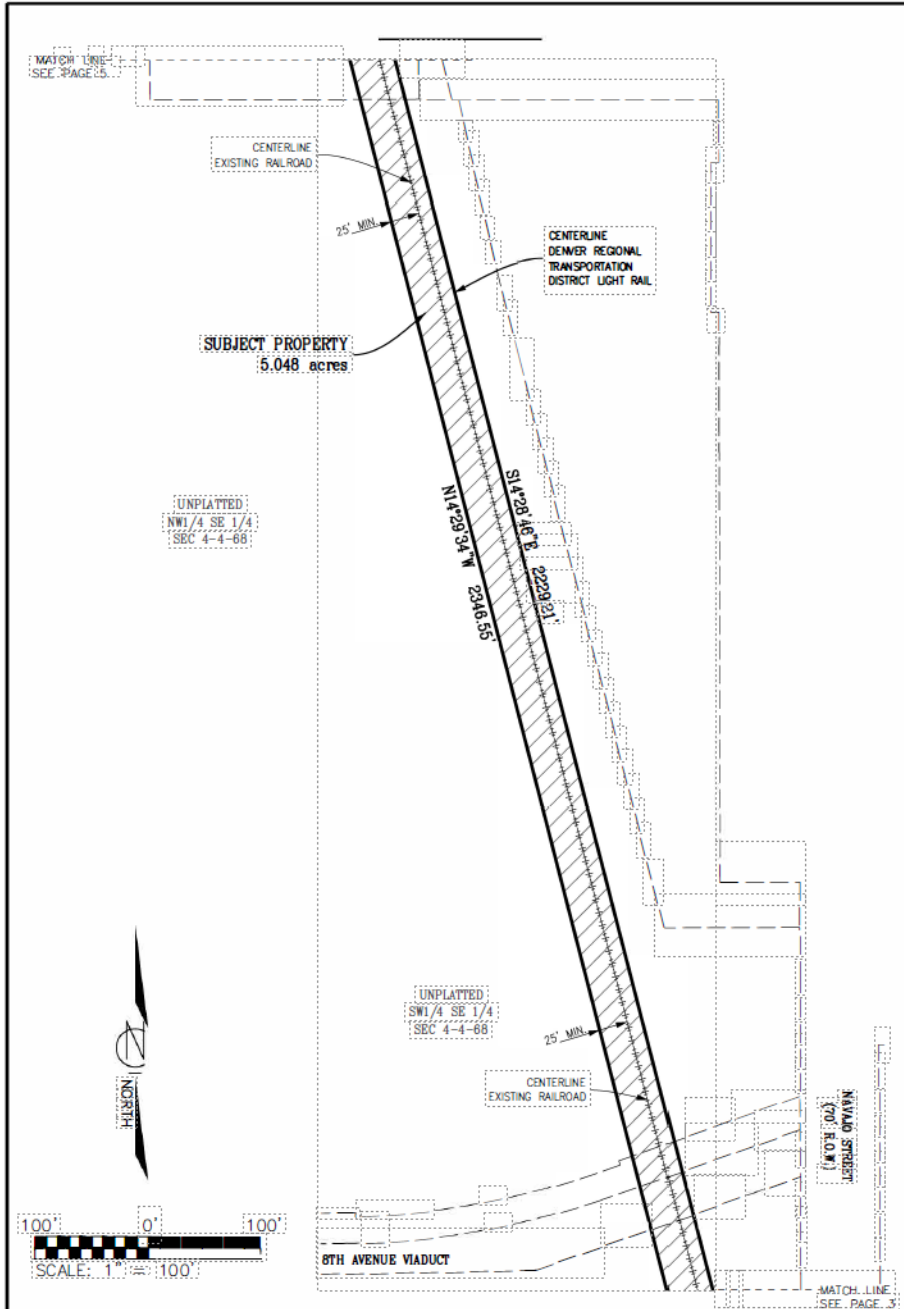 MATCH LINE
SEE PAGE 5
CENTERLINE
EXISTING RAILROAD
25' MIN.
CENTERLINE
DENVER REGIONAL
TRANSPORTATION
DISTRICT LIGHT RAIL
SUBJECT PROPERTY
5.048 acres
S14°28'46"E 2229.21'
N14°29'34"W 2346.55'
UNPLATTED
NW1/4 SE 1/4
SEC 4-4-68
UNPLATTED
SW1/4 SE 1/4
SEC 4-4-68
25' MIN.
CENTERLINE
EXISTING RAILROAD
NORTH
NAVAJO STREET
(70' R.O.W.)
100' 0' 100'
SCALE: 1" = 100'
8TH AVENUE VIADUCT
MATCH LINE
SEE PAGE 3